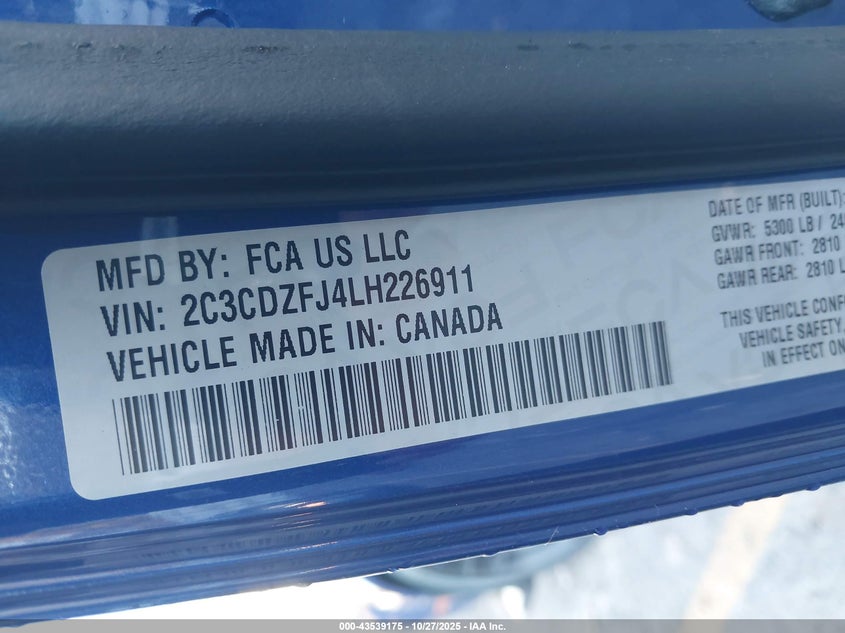 MFD BY: FCA US LLC
VIN: 2C3CDZFJ4LH226911
VEHICLE MADE IN: CANADA
DATE OF MFR (BUILT):
GVWR: 5300 LB / 24
GAWR FRONT: 2810
GAWR REAR: 2810 L
THIS VEHICLE CONF
VEHICLE SAFETY,
IN EFFECT ON
000-43539175 - 10/27/2025 - IAA Inc.